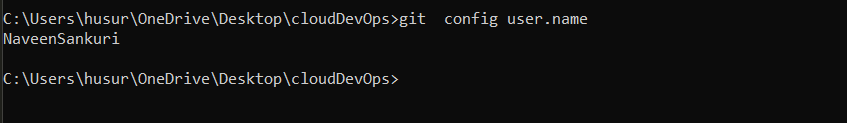 C:\Users\husur\OneDrive\Desktop\cloudDevOps>git  config user.name
NaveenSankuri
C:\Users\husur\OneDrive\Desktop\cloudDevOps>